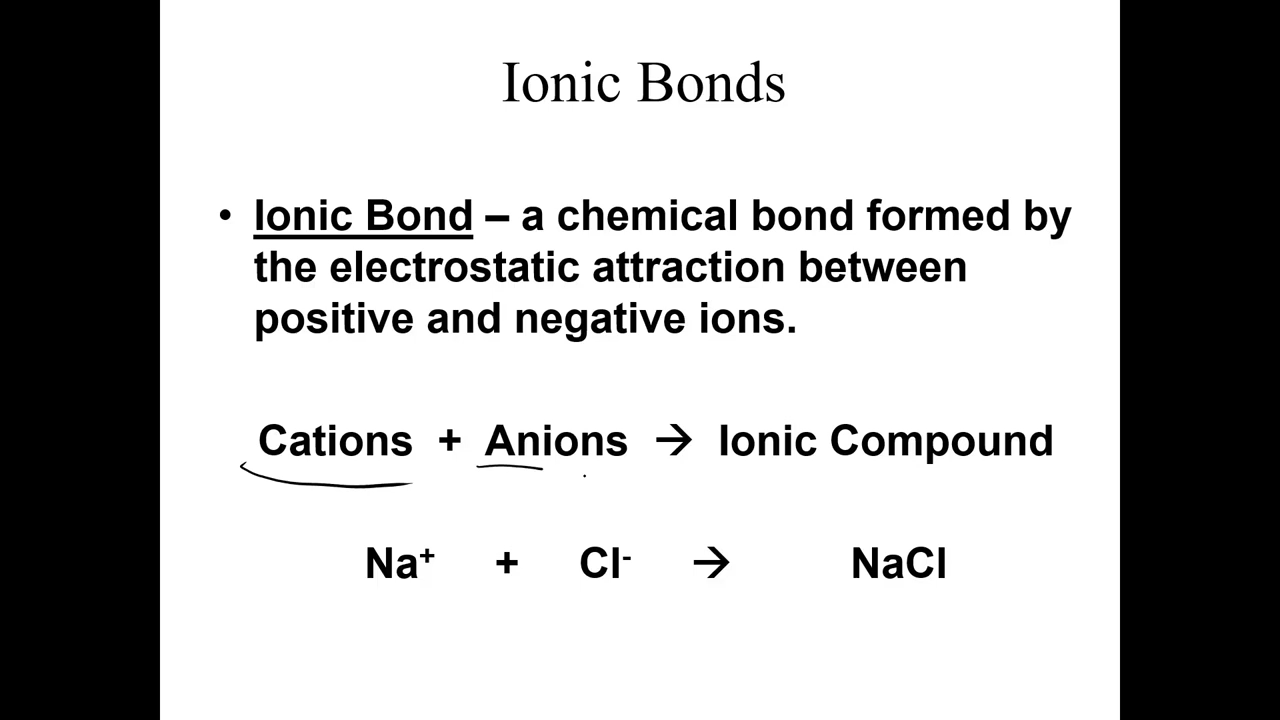 Ionic Bonds
• Ionic Bond – a chemical bond formed by
the electrostatic attraction between
positive and negative ions.
Cations + Anions → Ionic Compound
Na⁺ + Cl⁻ → NaCl